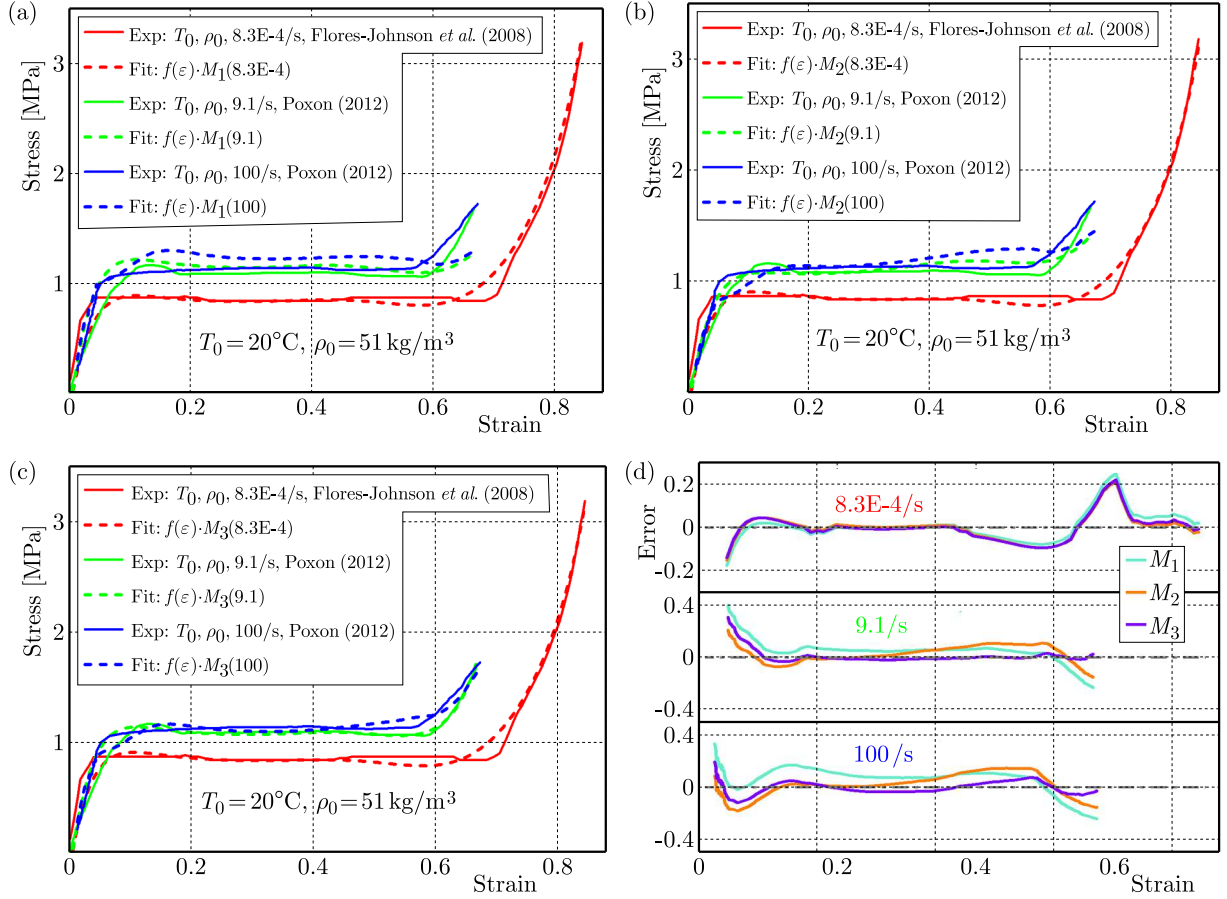 (a)
Exp: T0, ρ0, 8.3E-4/s, Flores-Johnson et al. (2008)
Fit: f(ε)·M1(8.3E-4)
Exp: T0, ρ0, 9.1/s, Poxon (2012)
Fit: f(ε)·M1(9.1)
Exp: T0, ρ0, 100/s, Poxon (2012)
Fit: f(ε)·M1(100)
Stress [MPa]
3
2
1
T0=20°C, ρ0=51kg/m3
0
0.2
0.4
0.6
0.8
Strain
(b)
Exp: T0, ρ0, 8.3E-4/s, Flores-Johnson et al. (2008)
Fit: f(ε)·M2(8.3E-4)
Exp: T0, ρ0, 9.1/s, Poxon (2012)
Fit: f(ε)·M2(9.1)
Exp: T0, ρ0, 100/s, Poxon (2012)
Fit: f(ε)·M2(100)
Stress [MPa]
3
2
1
T0=20°C, ρ0=51kg/m3
0
0.2
0.4
0.6
0.8
Strain
(c)
Exp: T0, ρ0, 8.3E-4/s, Flores-Johnson et al. (2008)
Fit: f(ε)·M3(8.3E-4)
Exp: T0, ρ0, 9.1/s, Poxon (2012)
Fit: f(ε)·M3(9.1)
Exp: T0, ρ0, 100/s, Poxon (2012)
Fit: f(ε)·M3(100)
Stress [MPa]
3
2
1
T0=20°C, ρ0=51kg/m3
0
0.2
0.4
0.6
0.8
Strain
(d)
Error
0.2
0
-0.2
8.3E-4/s
M1
M2
M3
0.4
0
-0.4
9.1/s
0.4
0
-0.4
100/s
0
0.2
0.4
0.6
Strain